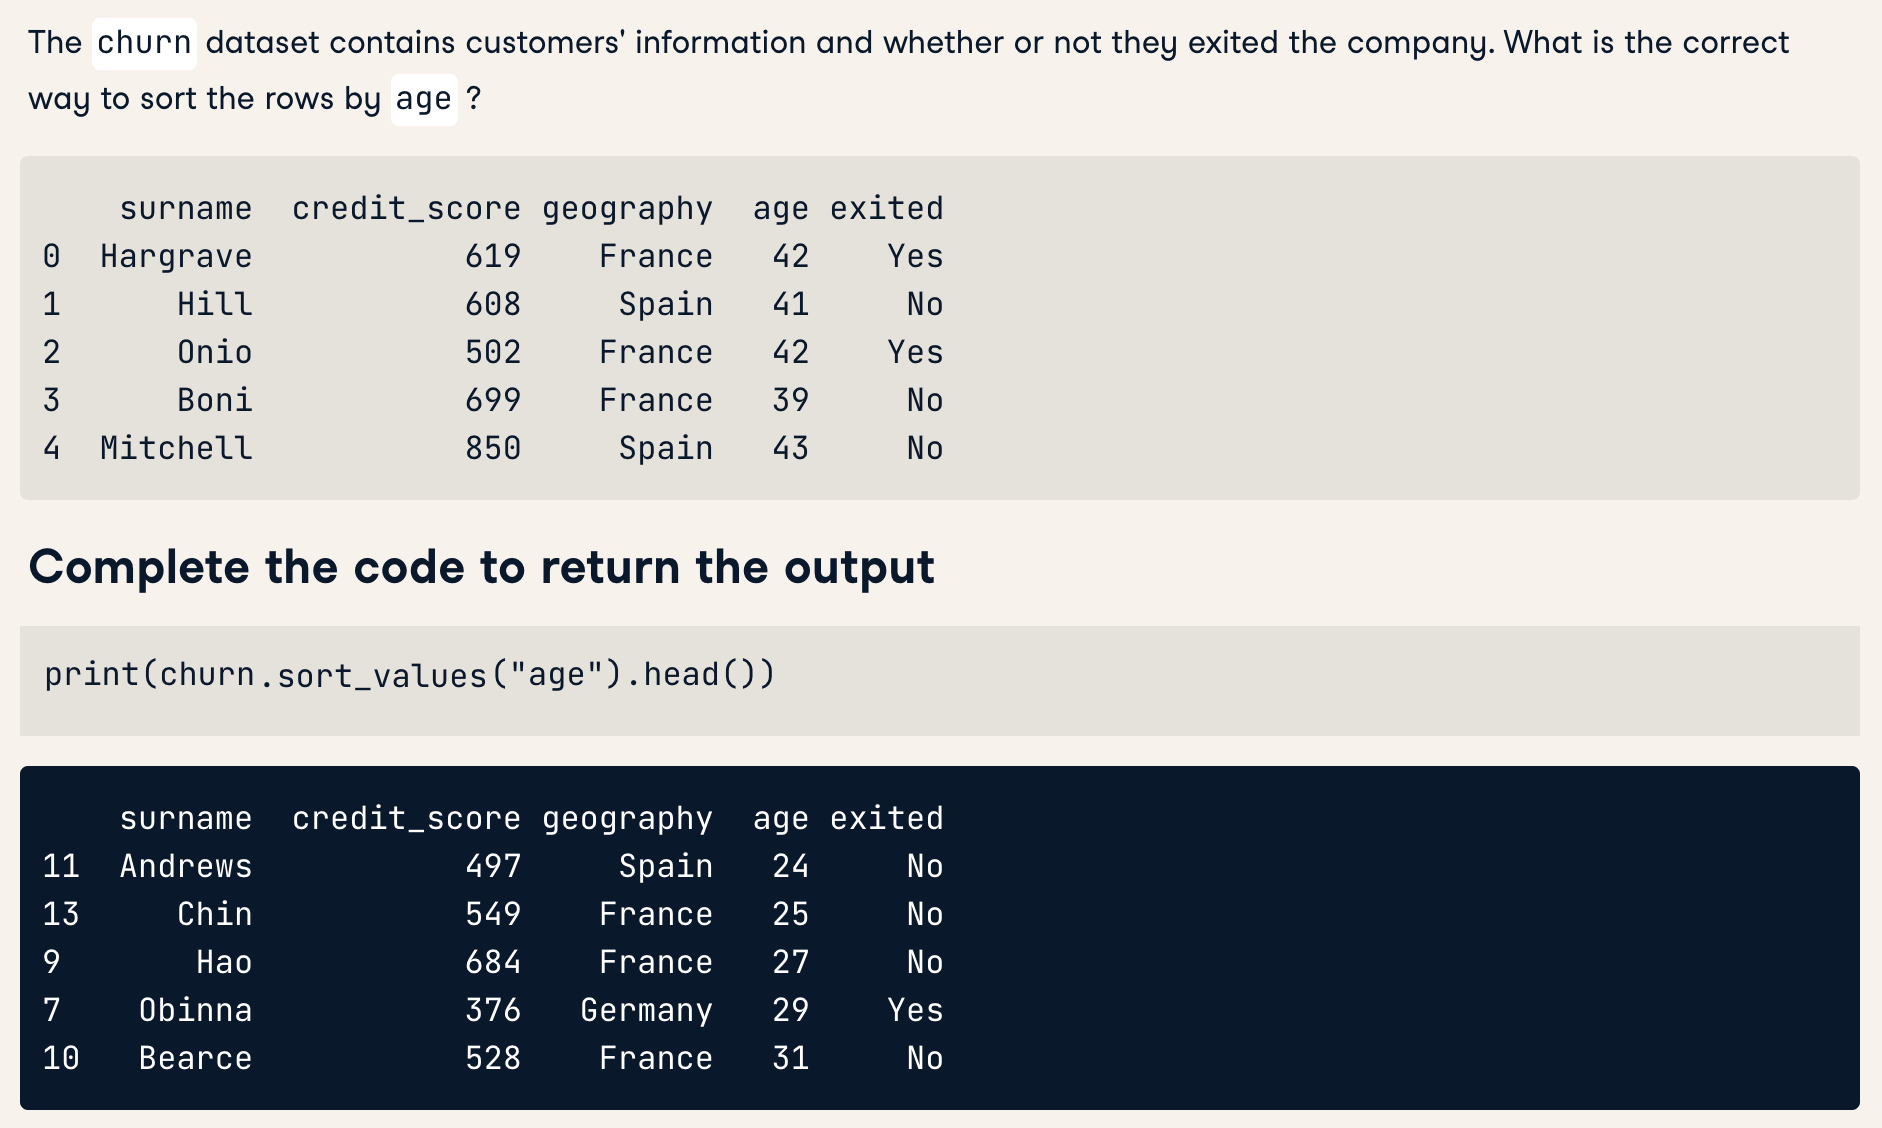 The churn dataset contains customers' information and whether or not they exited the company. What is the correct
way to sort the rows by age ?
surname credit_score geography age exited
0 Hargrave 619 France 42 Yes
1 Hill 608 Spain 41 No
2 Onio 502 France 42 Yes
3 Boni 699 France 39 No
4 Mitchell 850 Spain 43 No
Complete the code to return the output
print(churn.sort_values("age").head())
surname credit_score geography age exited
11 Andrews 497 Spain 24 No
13 Chin 549 France 25 No
9 Hao 684 France 27 No
7 Obinna 376 Germany 29 Yes
10 Bearce 528 France 31 No